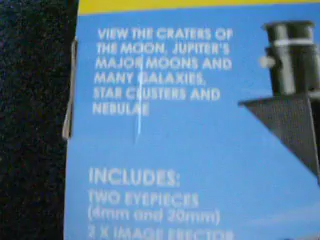 VIEW THE CRATERS OF
THE MOON, JUPITER'S
MAJOR MOONS AND
MANY GALAXIES,
STAR CLUSTERS AND
NEBULAE
INCLUDES:
TWO EYEPIECES
(4mm and 20mm)
2 X IMAGE ERECTOR